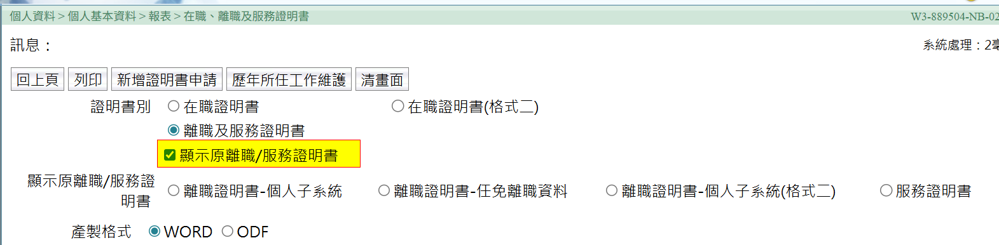 個人資料 > 個人基本資料 > 報表 > 在職、離職及服務證明書 W3-889504-NB-02
訊息： 系統處理：2毫
回上頁 列印 新增證明書申請 歷年所任工作維護 清畫面
證明書別 在職證明書 在職證明書(格式二)
離職及服務證明書
顯示原離職/服務證明書
顯示原離職/服務證明書 離職證明書-個人子系統 離職證明書-任免離職資料 離職證明書-個人子系統(格式二) 服務證明書
產製格式 WORD ODF